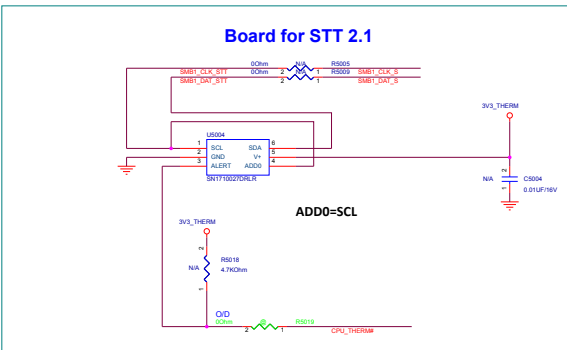 Board for STT 2.1
0Ohm N/A R5005
SMB1_CLK_STT 0Ohm 2 N/A 1 R5009 SMB1_CLK_S
SMB1_DAT_STT 2 1 SMB1_DAT_S
3V3_THERM
U5004
1 SCL SDA 6
2 GND V+ 5
3 ALERT ADD0 4
SN1710027DRLR
2
N/A C5004
1 0.01UF/16V
ADD0=SCL
3V3_THERM
2
R5018
N/A 4.7KOhm
1
O/D
0Ohm @ R5019
2 1 CPU_THERM#